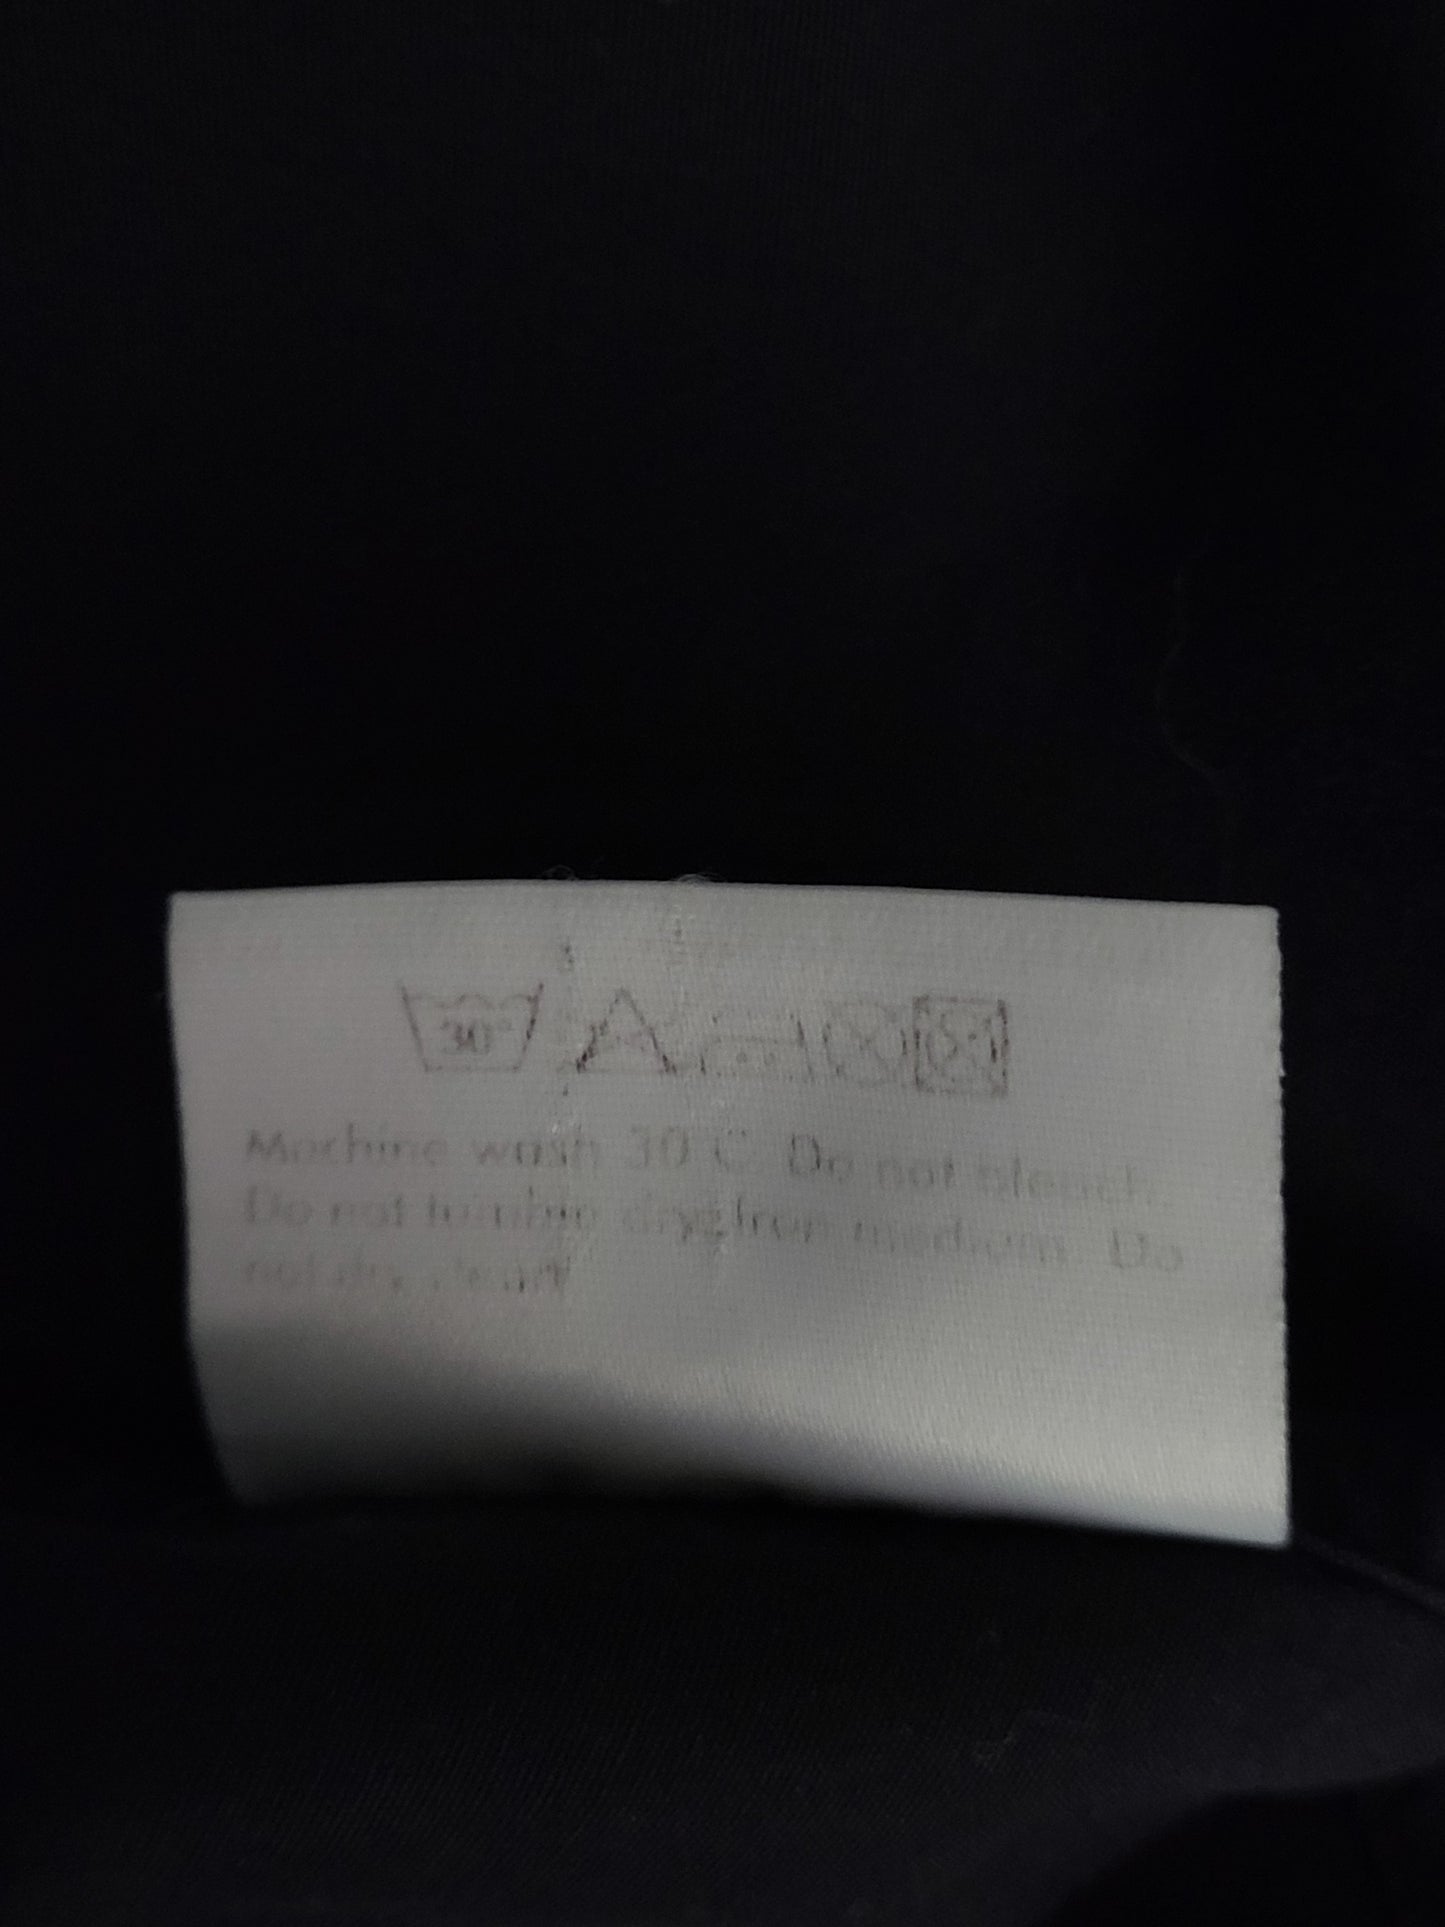 30°
Machine wash 30°C. Do not bleach.
Do not tumble dry. Iron medium. Do
not dry clean